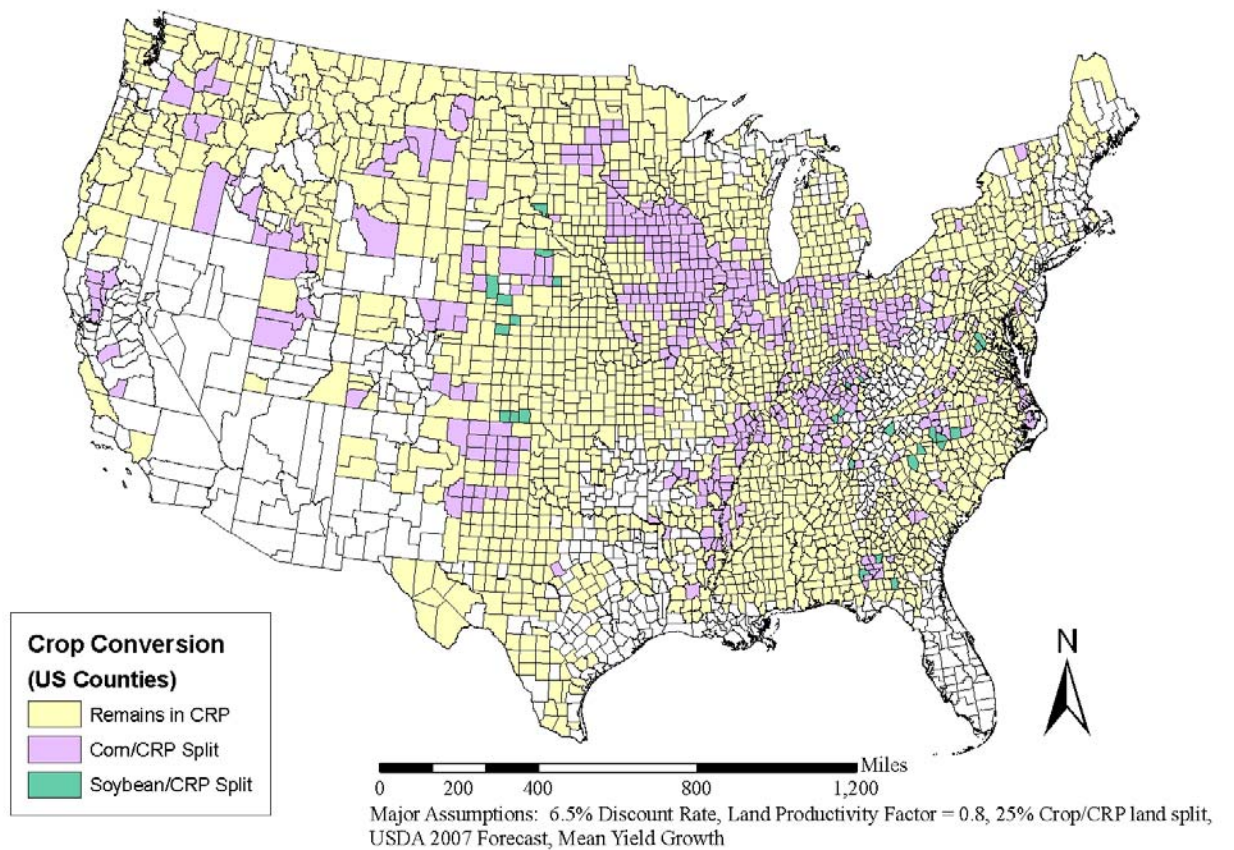 Crop Conversion
(US Counties)
Remains in CRP
Corn/CRP Split
Soybean/CRP Split
N
Miles
0 200 400 800 1,200
Major Assumptions: 6.5% Discount Rate, Land Productivity Factor = 0.8, 25% Crop/CRP land split,
USDA 2007 Forecast, Mean Yield Growth